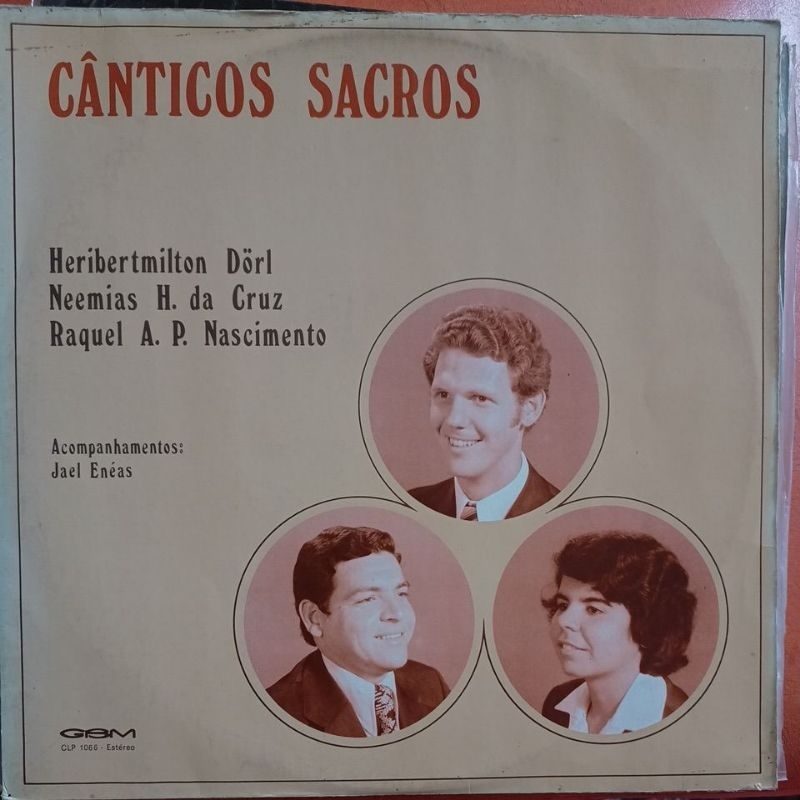 CÂNTICOS SACROS
Heribertmilton Dörl
Neemias H. da Cruz
Raquel A. P. Nascimento
Acompanhamentos:
Jael Enéas
GBM
CLP 1066 - Estéreo